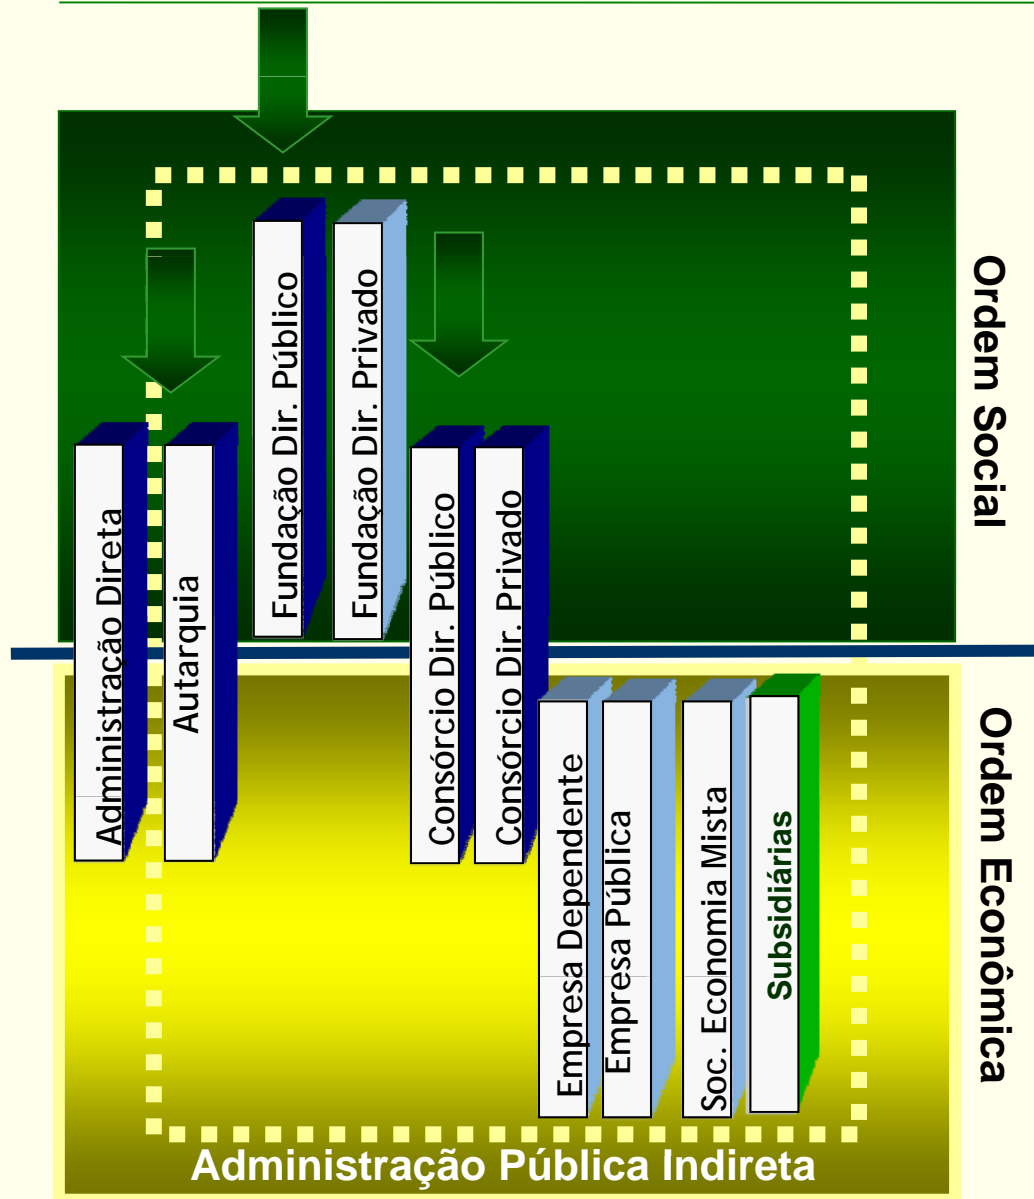 Administração Direta
Autarquia
Fundação Dir. Público
Fundação Dir. Privado
Consórcio Dir. Público
Consórcio Dir. Privado
Empresa Dependente
Empresa Pública
Soc. Economia Mista
Subsidiárias
Ordem Social
Ordem Econômica
Administração Pública Indireta